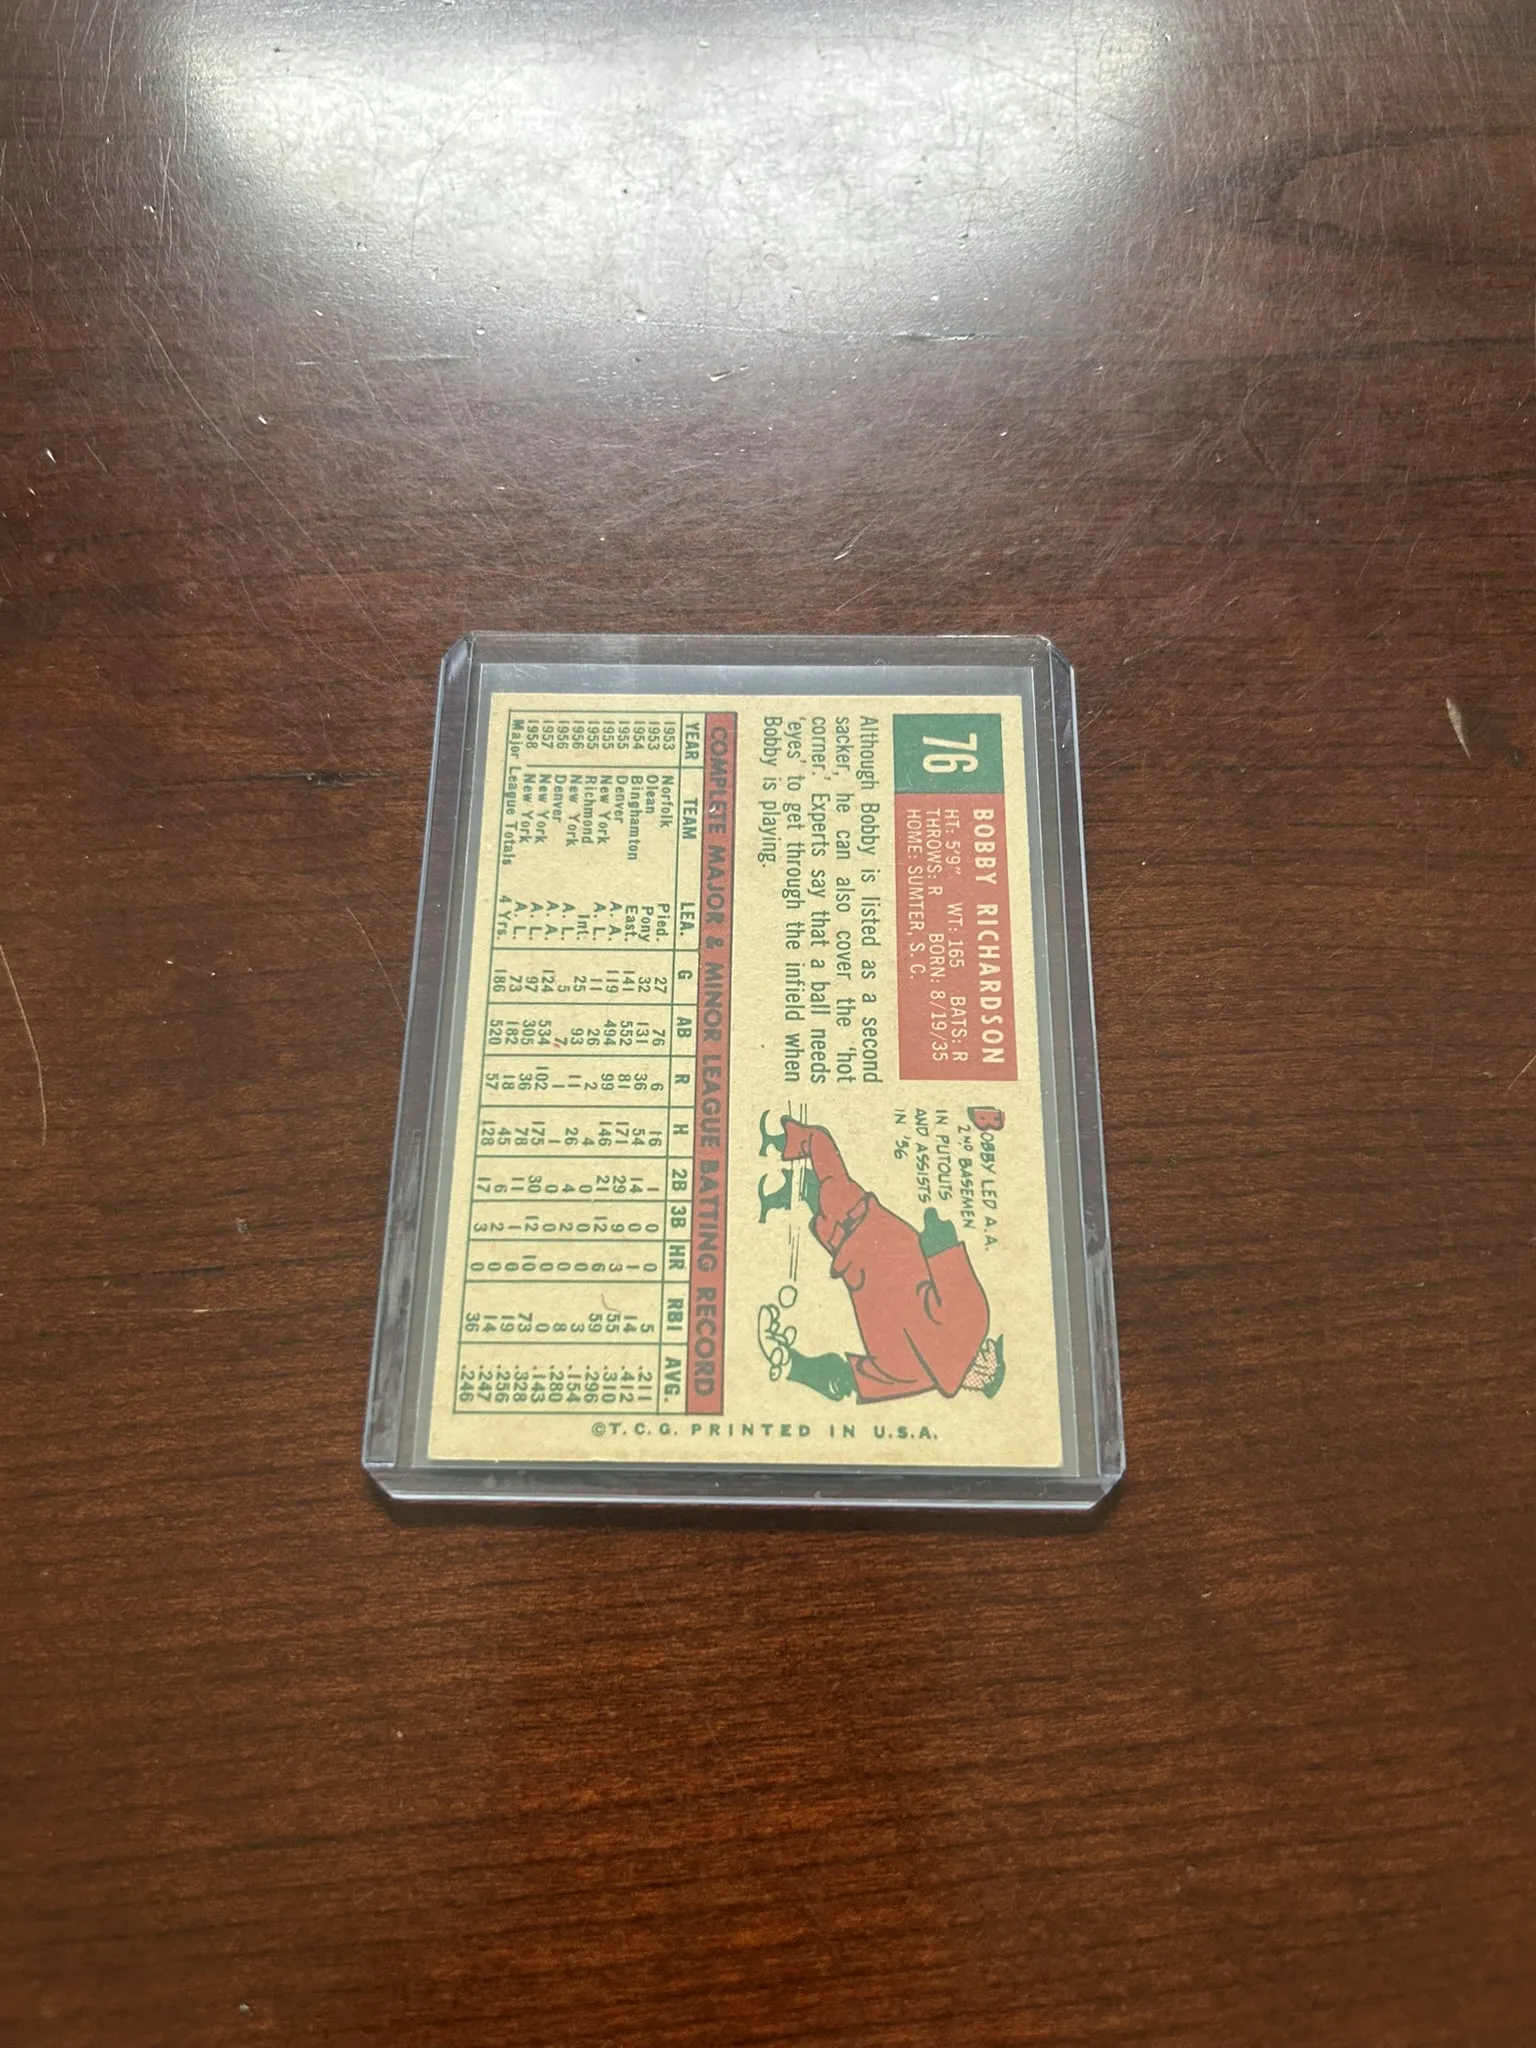 76
BOBBY RICHARDSON
HT: 5'9" WT: 165 BATS: R
THROWS: R BORN: 8/19/35
HOME: SUMTER, S. C.
Although Bobby is listed as a second
sacker, he can also cover the 'hot
corner.' Experts say that a ball needs
'eyes' to get through the infield when
Bobby is playing.
BOBBY LED A.A.
2ND BASEMEN
IN PUTOUTS
AND ASSISTS
IN '56
COMPLETE MAJOR & MINOR LEAGUE BATTING RECORD
YEAR TEAM LEA. G AB R H 2B 3B HR RBI AVG.
1953 Norfolk Pied. 27 76 6 16 1 0 0 5 .211
1953 Olean Pony 32 131 36 54 14 0 1 14 .412
1954 Binghamton East. 141 552 81 171 29 9 3 55 .310
1955 Denver A. A. 119 494 99 146 21 12 6 59 .296
1955 New York A. L. 11 26 2 4 0 0 0 3 .154
1955 Richmond Int. 25 93 11 26 4 2 0 8 .280
1956 New York A. L. 5 7 1 1 0 0 0 0 .143
1956 Denver A. A. 124 534 102 175 30 12 10 73 .328
1957 New York A. L. 97 305 36 78 11 1 0 19 .256
1958 New York A. L. 73 182 18 45 6 2 0 14 .247
Major League Totals 4 Yrs. 186 520 57 128 17 3 0 36 .246
©T. C. G. PRINTED IN U.S.A.